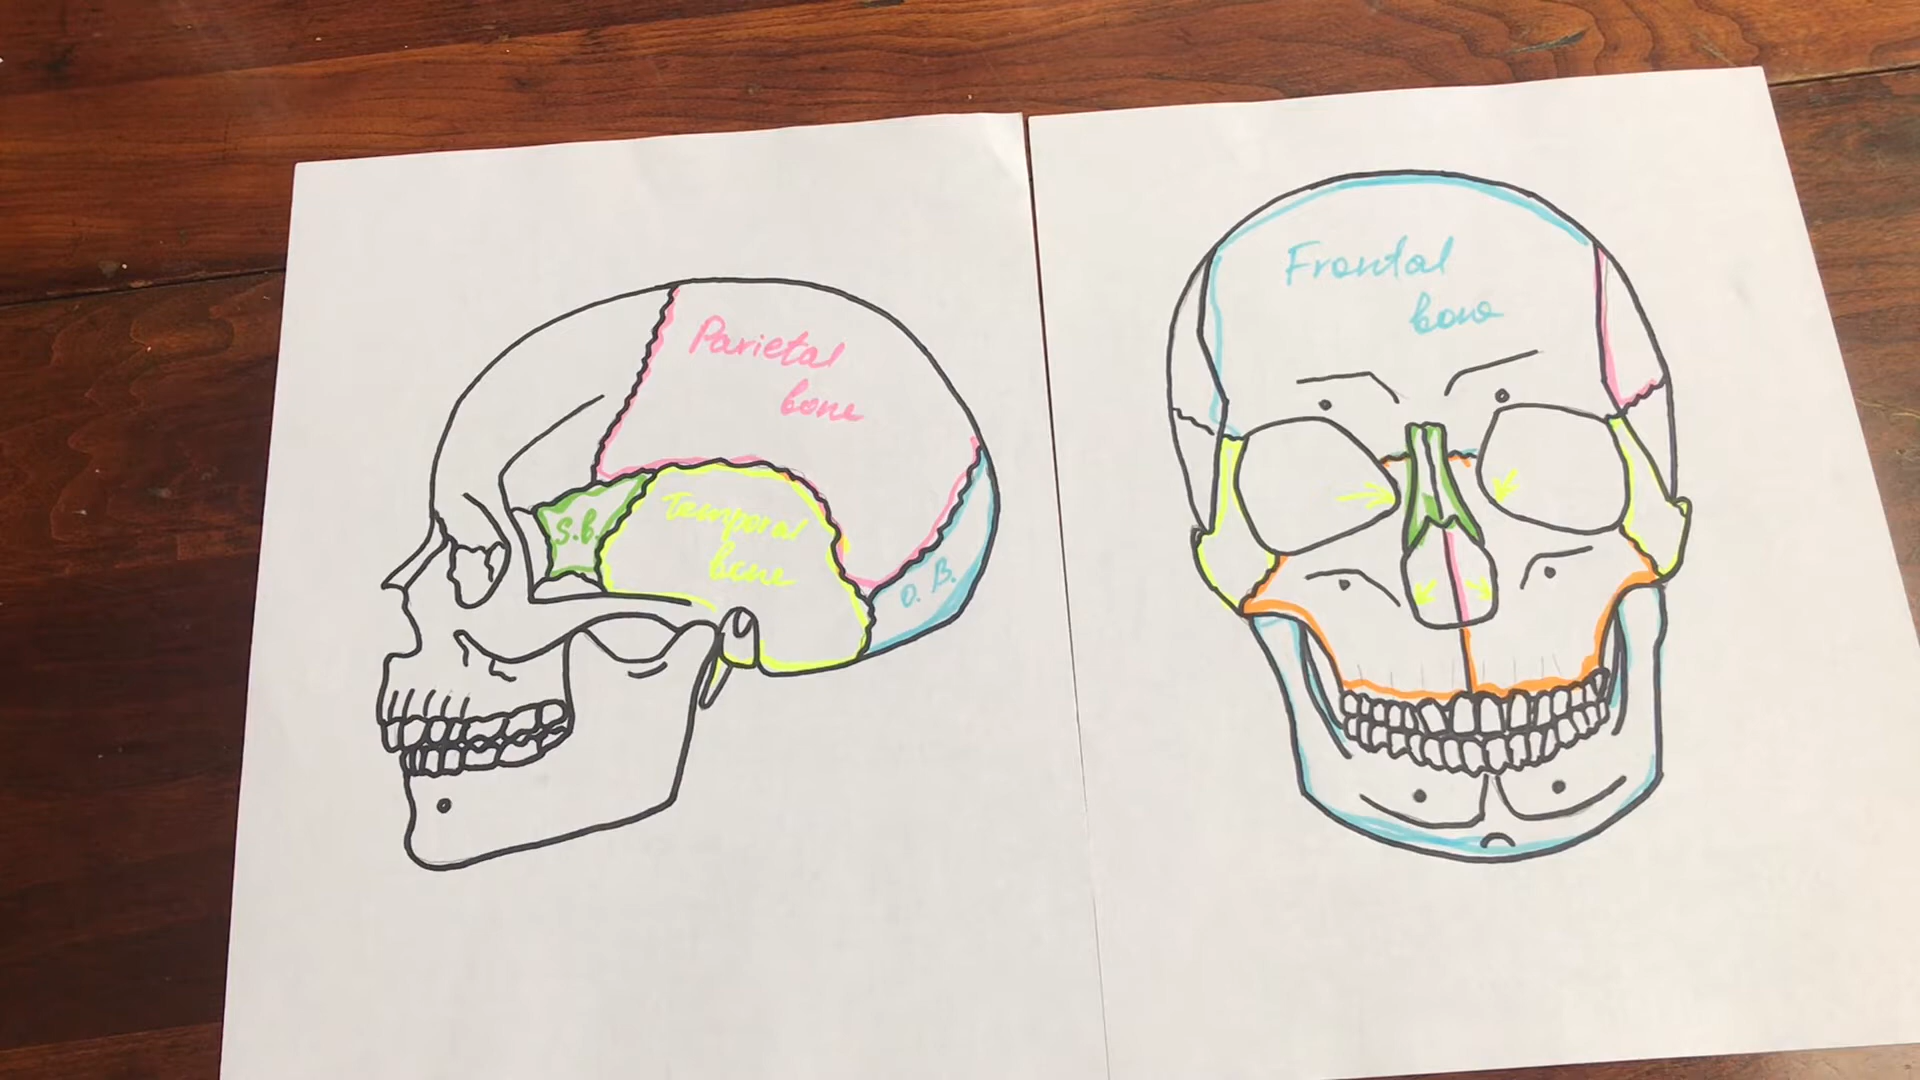 Parietal
bone
S.B.
Temporal
bone
O.B.
Frontal
bone